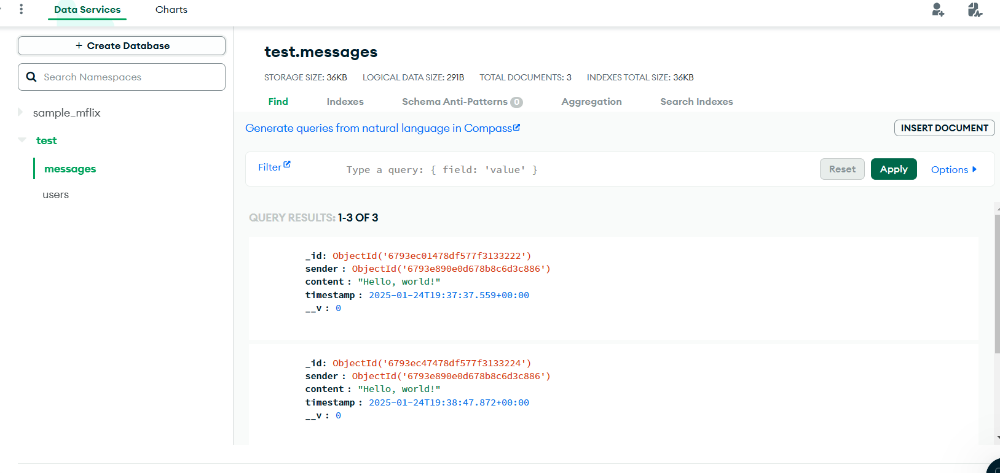 Data Services
Charts
+ Create Database
Search Namespaces
sample_mflix
test
messages
users
test.messages
STORAGE SIZE: 36KB LOGICAL DATA SIZE: 291B TOTAL DOCUMENTS: 3 INDEXES TOTAL SIZE: 36KB
Find Indexes Schema Anti-Patterns 0 Aggregation Search Indexes
Generate queries from natural language in Compass
INSERT DOCUMENT
Filter Type a query: { field: 'value' } Reset Apply Options
QUERY RESULTS: 1-3 OF 3
_id: ObjectId('6793ec01478df577f3133222')
sender : ObjectId('6793e890e0d678b8c6d3c886')
content : "Hello, world!"
timestamp : 2025-01-24T19:37:37.559+00:00
__v : 0
_id: ObjectId('6793ec47478df577f3133224')
sender : ObjectId('6793e890e0d678b8c6d3c886')
content : "Hello, world!"
timestamp : 2025-01-24T19:38:47.872+00:00
__v : 0